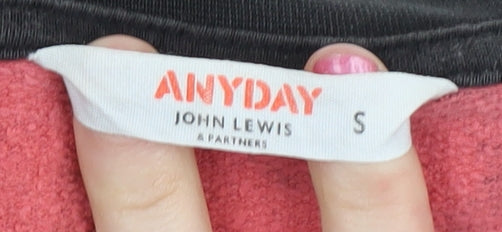 ANYDAY
JOHN LEWIS
& PARTNERS
S